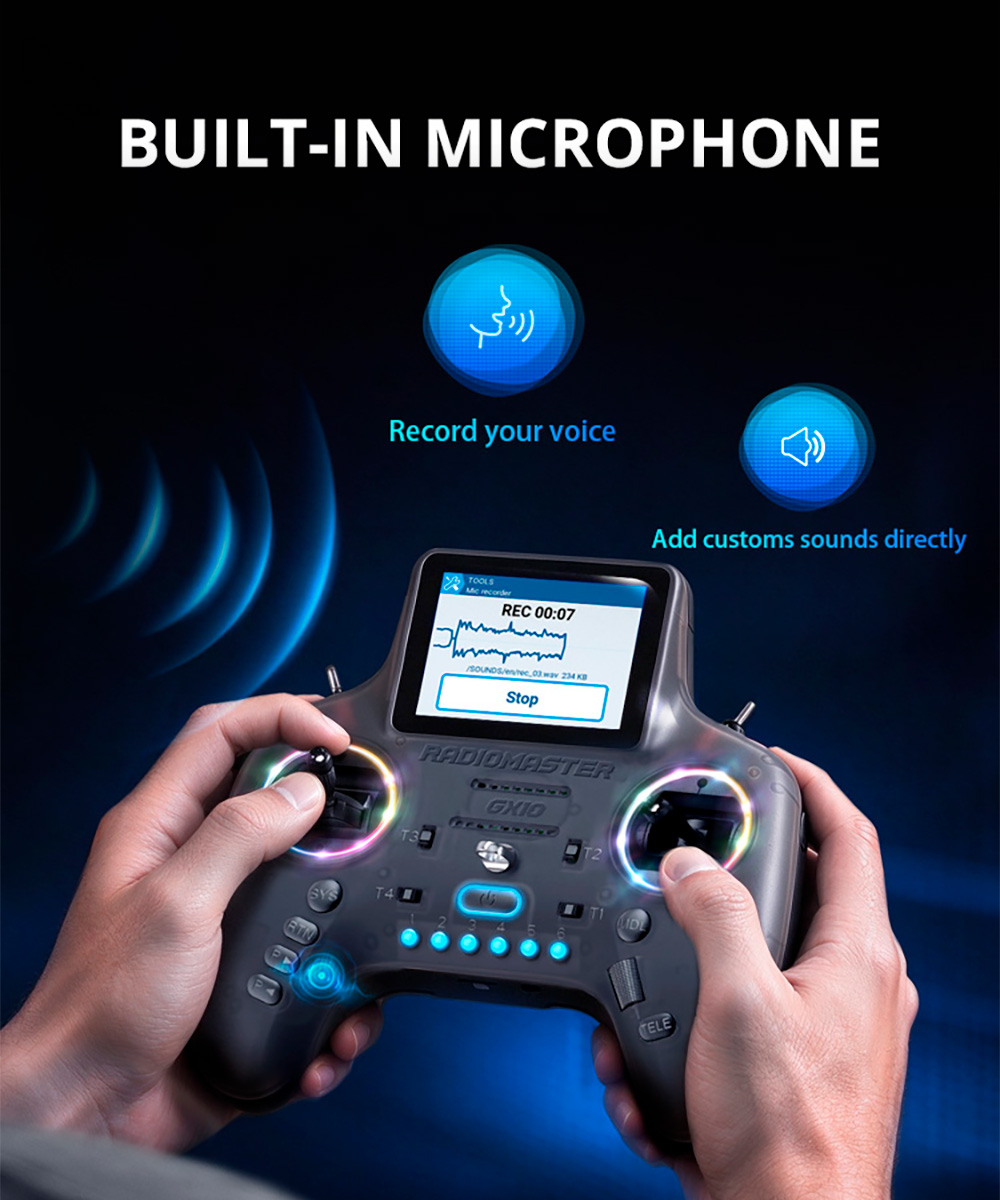 BUILT-IN MICROPHONE
Record your voice
Add customs sounds directly
TOOLS
Mic recorder
REC 00:07
/SOUNDS/en/rec_03.wav 234 KB
Stop
RADIOMASTER
GX10
T3
T2
T4
T1
SYS
MDL
1 2 3 4 5 6
RTN
P ►
P ◄
TELE